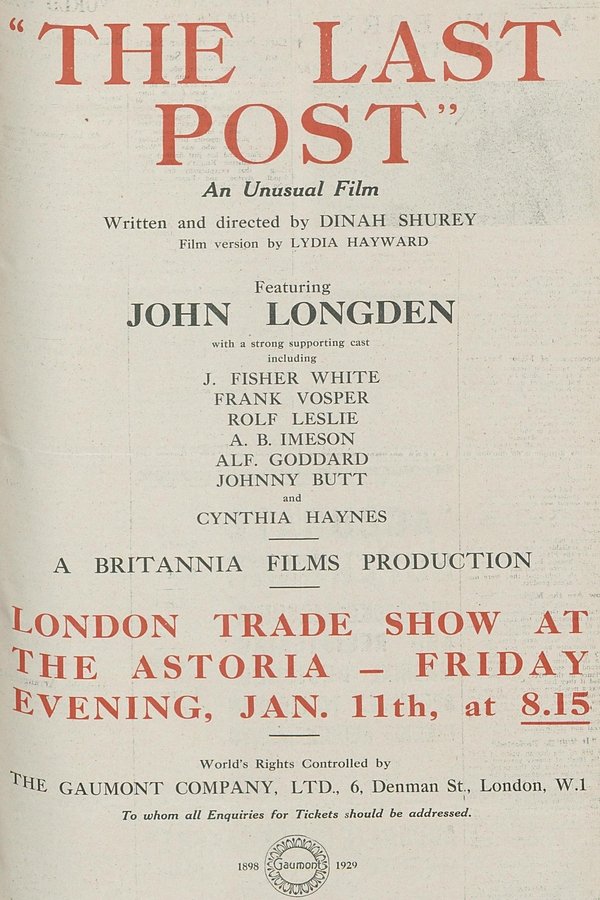 "THE LAST
POST"
An Unusual Film
Written and directed by DINAH SHUREY
Film version by LYDIA HAYWARD
Featuring
JOHN LONGDEN
with a strong supporting cast
including
J. FISHER WHITE
FRANK VOSPER
ROLF LESLIE
A. B. IMESON
ALF. GODDARD
JOHNNY BUTT
and
CYNTHIA HAYNES
A BRITANNIA FILMS PRODUCTION
LONDON TRADE SHOW AT
THE ASTORIA — FRIDAY
EVENING, JAN. 11th, at 8.15
World's Rights Controlled by
THE GAUMONT COMPANY, LTD., 6, Denman St., London, W.1
To whom all Enquiries for Tickets should be addressed.
1898 Gaumont 1929